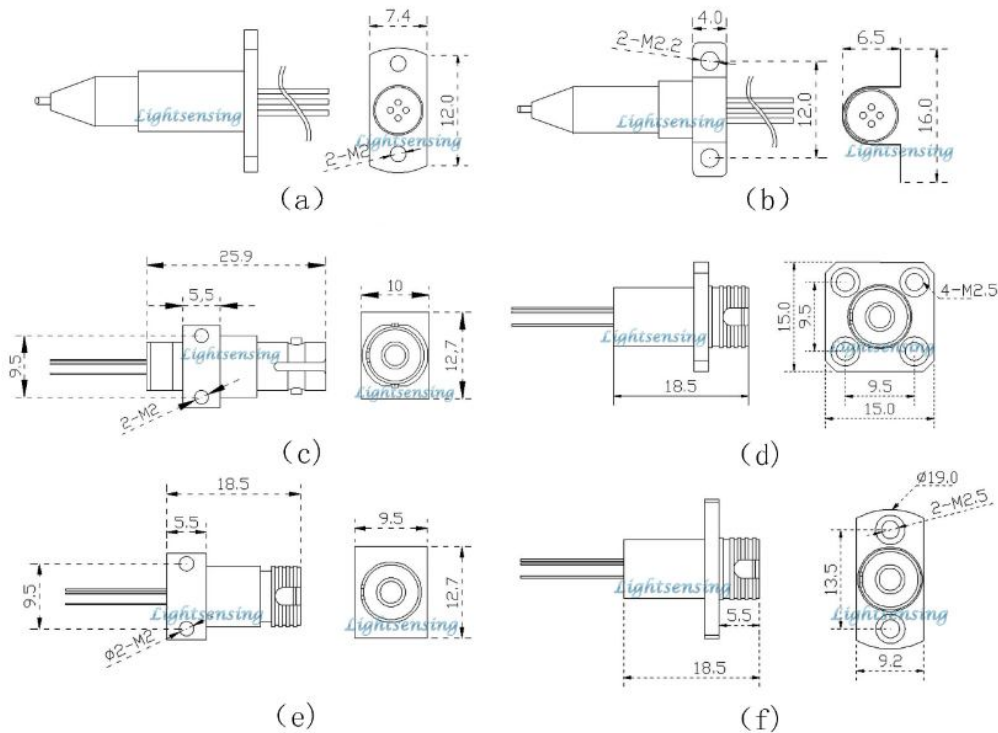 7.4
12.0
Lightsensing
Lightsensing
2-M2
(a)
4.0
2-M2.2
6.5
12.0
16.0
Lightsensing
Lightsensing
(b)
25.9
5,5
10
9.5
12,7
Lightsensing
Lightsensing
2-M2
(c)
4-M2.5
15.0
9.5
Lightsensing
Lightsensing
18.5
9.5
15.0
(d)
18.5
5.5
9.5
9.5
12.7
Lightsensing
Lightsensing
ø2-M2
(e)
ø19.0
2-M2.5
13.5
Lightsensing
Lightsensing
5.5
18.5
9.2
(f)